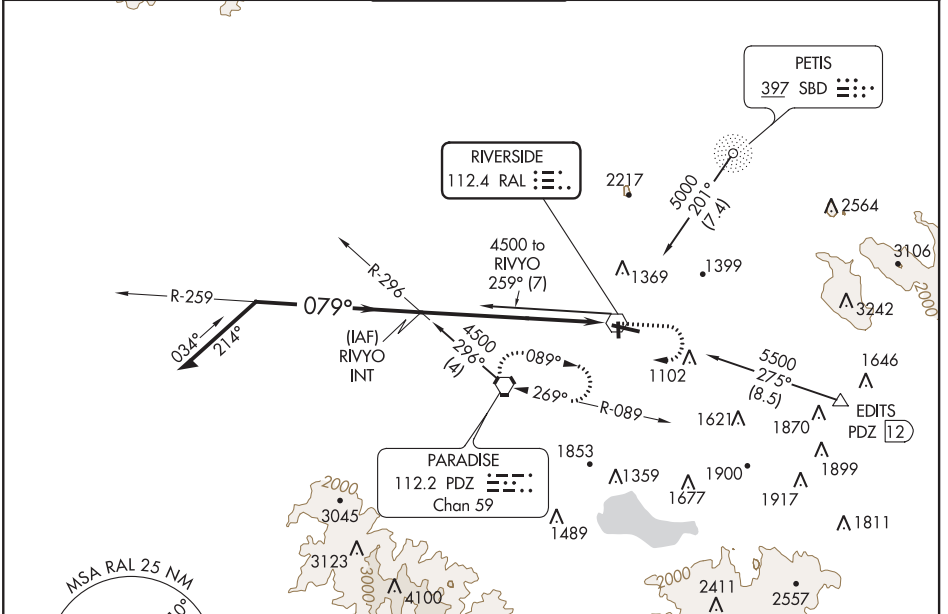 PETIS
397 SBD
RIVERSIDE
112.4 RAL
2217
5000
201°
(7.4)
2564
3106
2000
4500 to
RIVYO
259° (7)
1369
1399
3242
R-296
R-259
079°
034°
214°
(IAF)
RIVYO
INT
4500
296°
(4)
089°
269°
R-089
1102
5500
275°
(8.5)
1646
EDITS
PDZ 12
1621
1870
1899
PARADISE
112.2 PDZ
Chan 59
1853
1359
1677
1900
1917
1811
1489
2000
3045
3123
3000
4100
2000
2411
2557
MSA RAL 25 NM